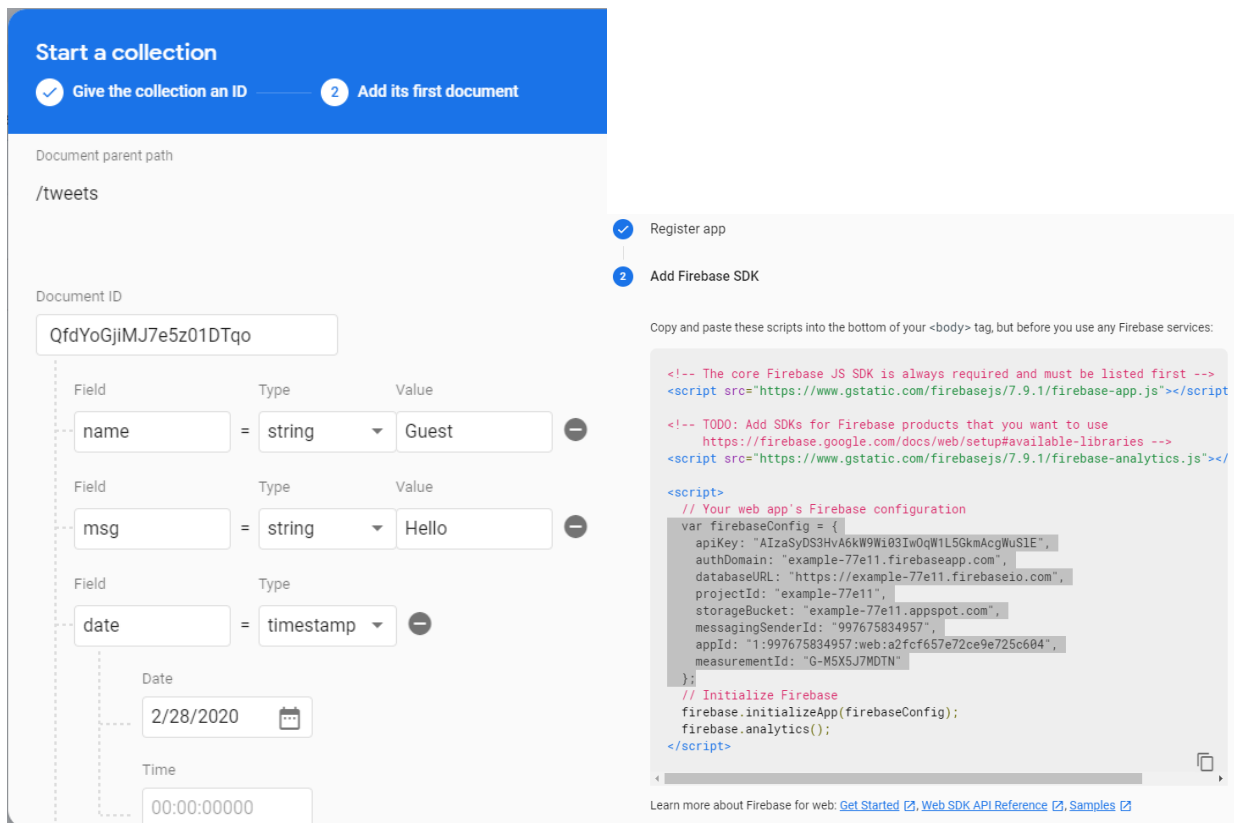 Start a collection
Give the collection an ID
2 Add its first document
Document parent path
/tweets
Document ID
QfdYoGjiMJ7e5z01DTqo
Field Type Value
name = string Guest
Field Type Value
msg = string Hello
Field Type
date = timestamp
Date
2/28/2020
Time
00:00:00000
Register app
2 Add Firebase SDK
Copy and paste these scripts into the bottom of your <body> tag, but before you use any Firebase services:
<!-- The core Firebase JS SDK is always required and must be listed first -->
<script src="https://www.gstatic.com/firebasejs/7.9.1/firebase-app.js"></script
<!-- TODO: Add SDKs for Firebase products that you want to use
https://firebase.google.com/docs/web/setup#available-libraries -->
<script src="https://www.gstatic.com/firebasejs/7.9.1/firebase-analytics.js"></
<script>
// Your web app's Firebase configuration
var firebaseConfig = {
apiKey: "AIzaSyDS3HvA6kW9Wi03IwOqW1L5GkmAcgWuSlE",
authDomain: "example-77e11.firebaseapp.com",
databaseURL: "https://example-77e11.firebaseio.com",
projectId: "example-77e11",
storageBucket: "example-77e11.appspot.com",
messagingSenderId: "997675834957",
appId: "1:997675834957:web:a2fcf657e72ce9e725c604",
measurementId: "G-M5X5J7MDTN"
};
// Initialize Firebase
firebase.initializeApp(firebaseConfig);
firebase.analytics();
</script>
Learn more about Firebase for web: Get Started, Web SDK API Reference, Samples